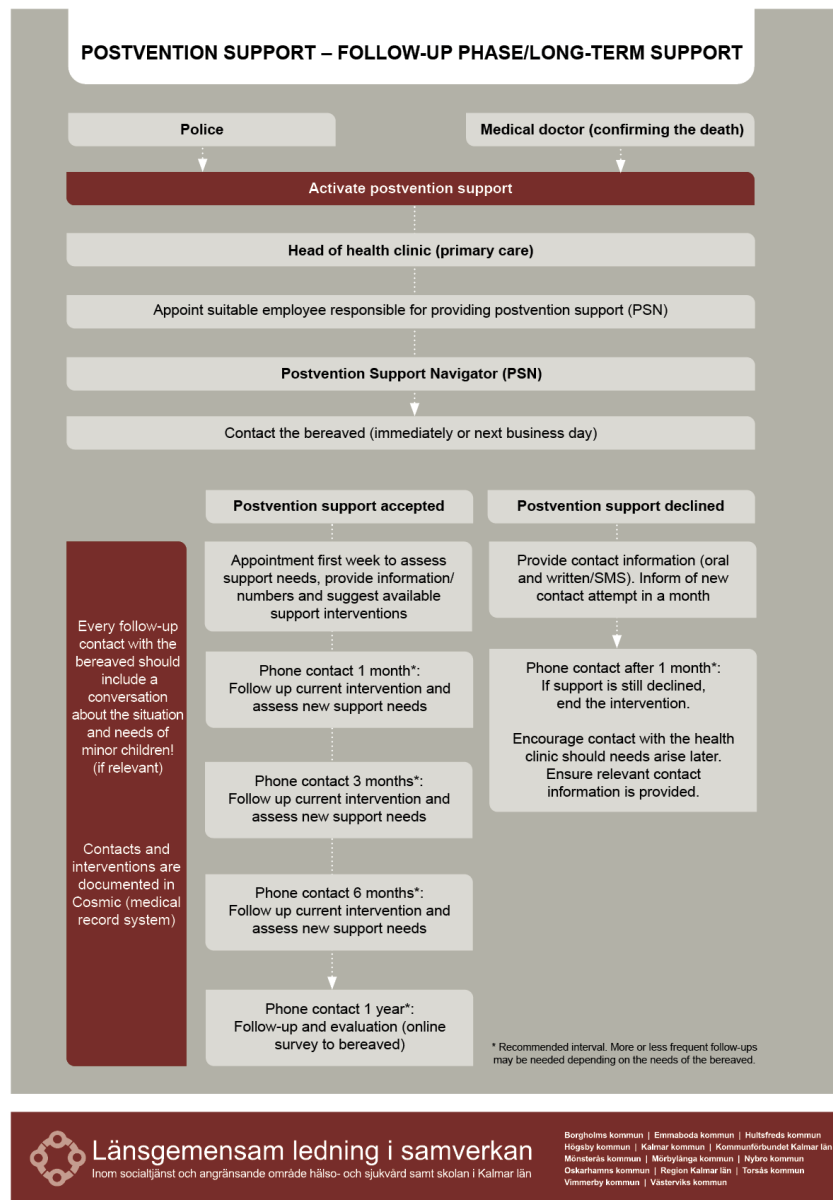 POSTVENTION SUPPORT – FOLLOW-UP PHASE/LONG-TERM SUPPORT
Police
Medical doctor (confirming the death)
Activate postvention support
Head of health clinic (primary care)
Appoint suitable employee responsible for providing postvention support (PSN)
Postvention Support Navigator (PSN)
Contact the bereaved (immediately or next business day)
Every follow-up
contact with the
bereaved should
include a
conversation
about the situation
and needs of
minor children!
(if relevant)
Contacts and
interventions are
documented in
Cosmic (medical
record system)
Postvention support accepted
Appointment first week to assess
support needs, provide information/
numbers and suggest available
support interventions
Phone contact 1 month*:
Follow up current intervention and
assess new support needs
Phone contact 3 months*:
Follow up current intervention and
assess new support needs
Phone contact 6 months*:
Follow up current intervention and
assess new support needs
Phone contact 1 year*:
Follow-up and evaluation (online
survey to bereaved)
Postvention support declined
Provide contact information (oral
and written/SMS). Inform of new
contact attempt in a month
Phone contact after 1 month*:
If support is still declined,
end the intervention.
Encourage contact with the health
clinic should needs arise later.
Ensure relevant contact
information is provided.
* Recommended interval. More or less frequent follow-ups
may be needed depending on the needs of the bereaved.
Länsgemensam ledning i samverkan
Inom socialtjänst och angränsande område hälso- och sjukvård samt skolan i Kalmar län
Borgholms kommun | Emmaboda kommun | Hultsfreds kommun
Högsby kommun | Kalmar kommun | Kommunförbundet Kalmar län
Mönsterås kommun | Mörbylånga kommun | Nybro kommun
Oskarhamns kommun | Region Kalmar län | Torsås kommun
Vimmerby kommun | Västerviks kommun